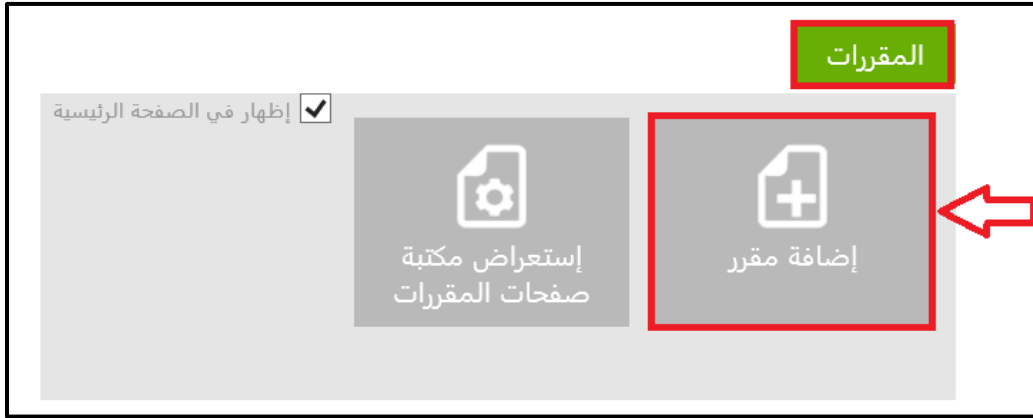 المقررات
إظهار في الصفحة الرئيسية
إضافة مقرر
إستعراض مكتبة
صفحات المقررات